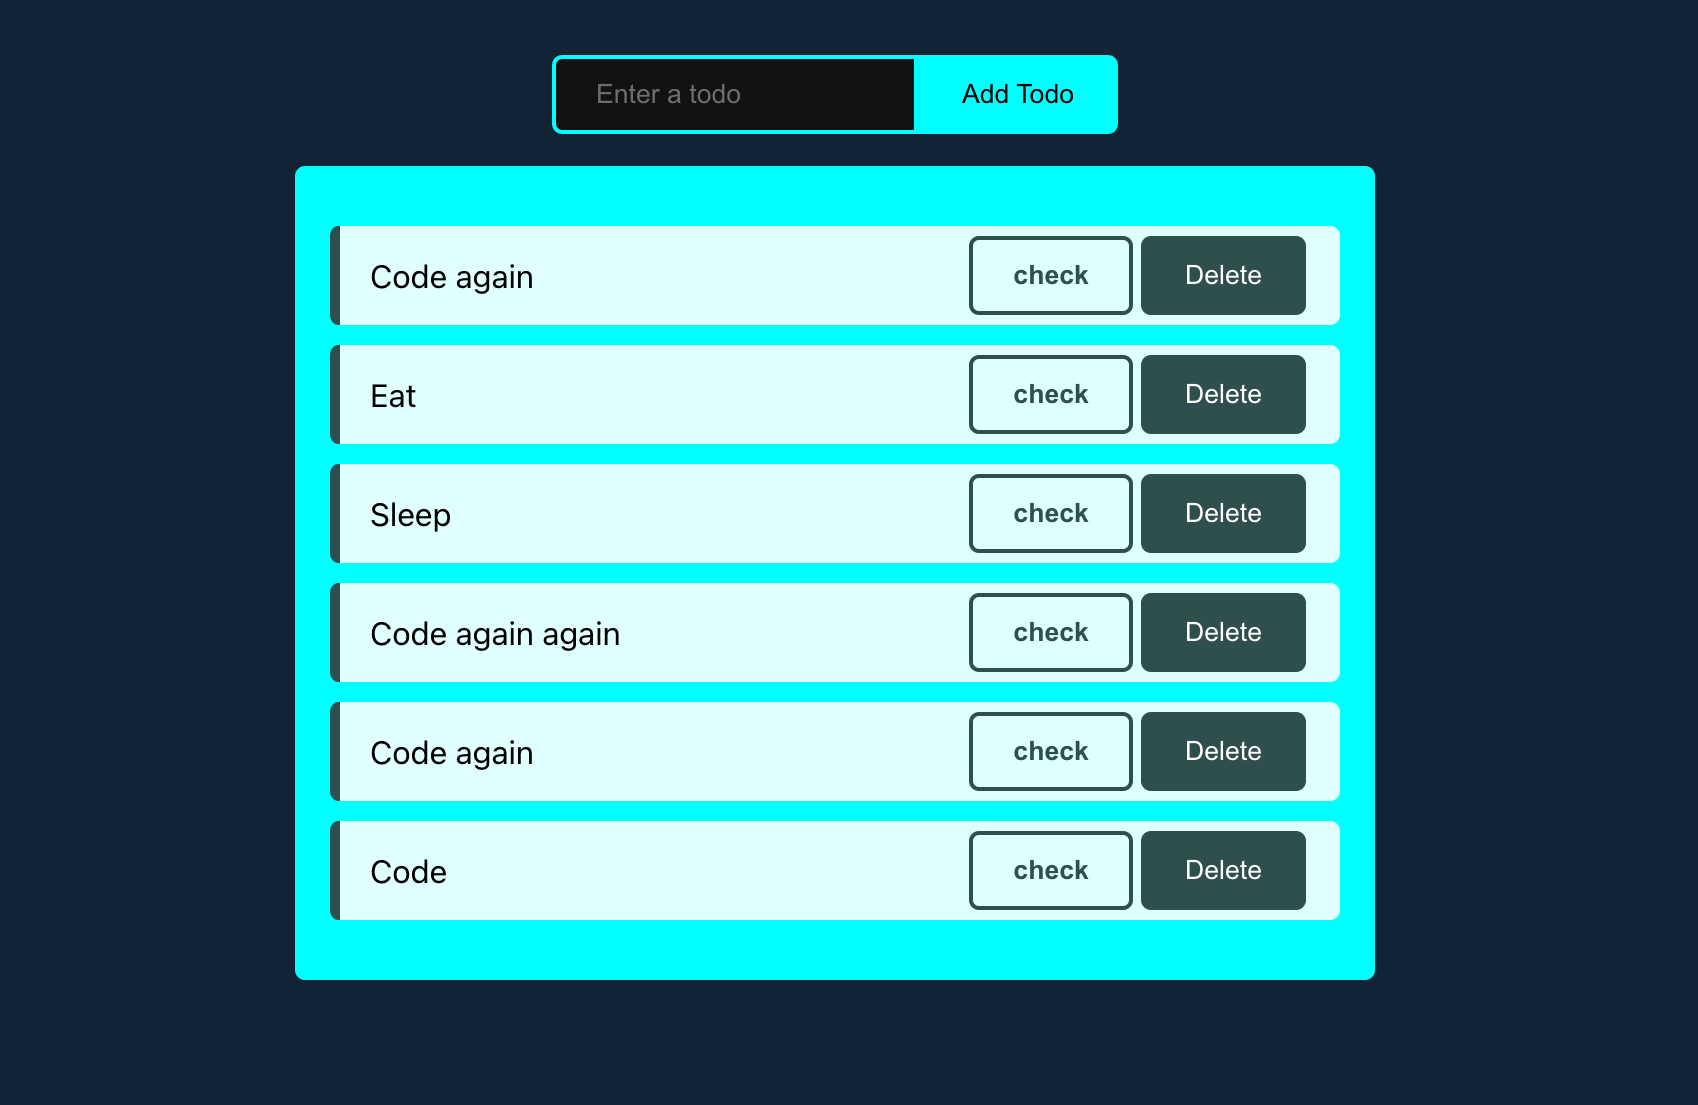 Enter a todo Add Todo
Code again check Delete
Eat check Delete
Sleep check Delete
Code again again check Delete
Code again check Delete
Code check Delete